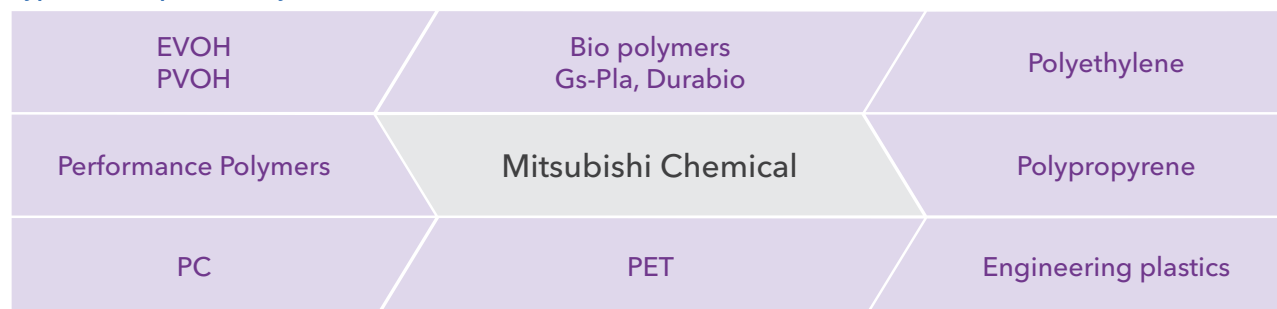 EVOH
PVOH
Bio polymers
Gs-Pla, Durabio
Polyethylene
Performance Polymers
Mitsubishi Chemical
Polypropyrene
PC
PET
Engineering plastics